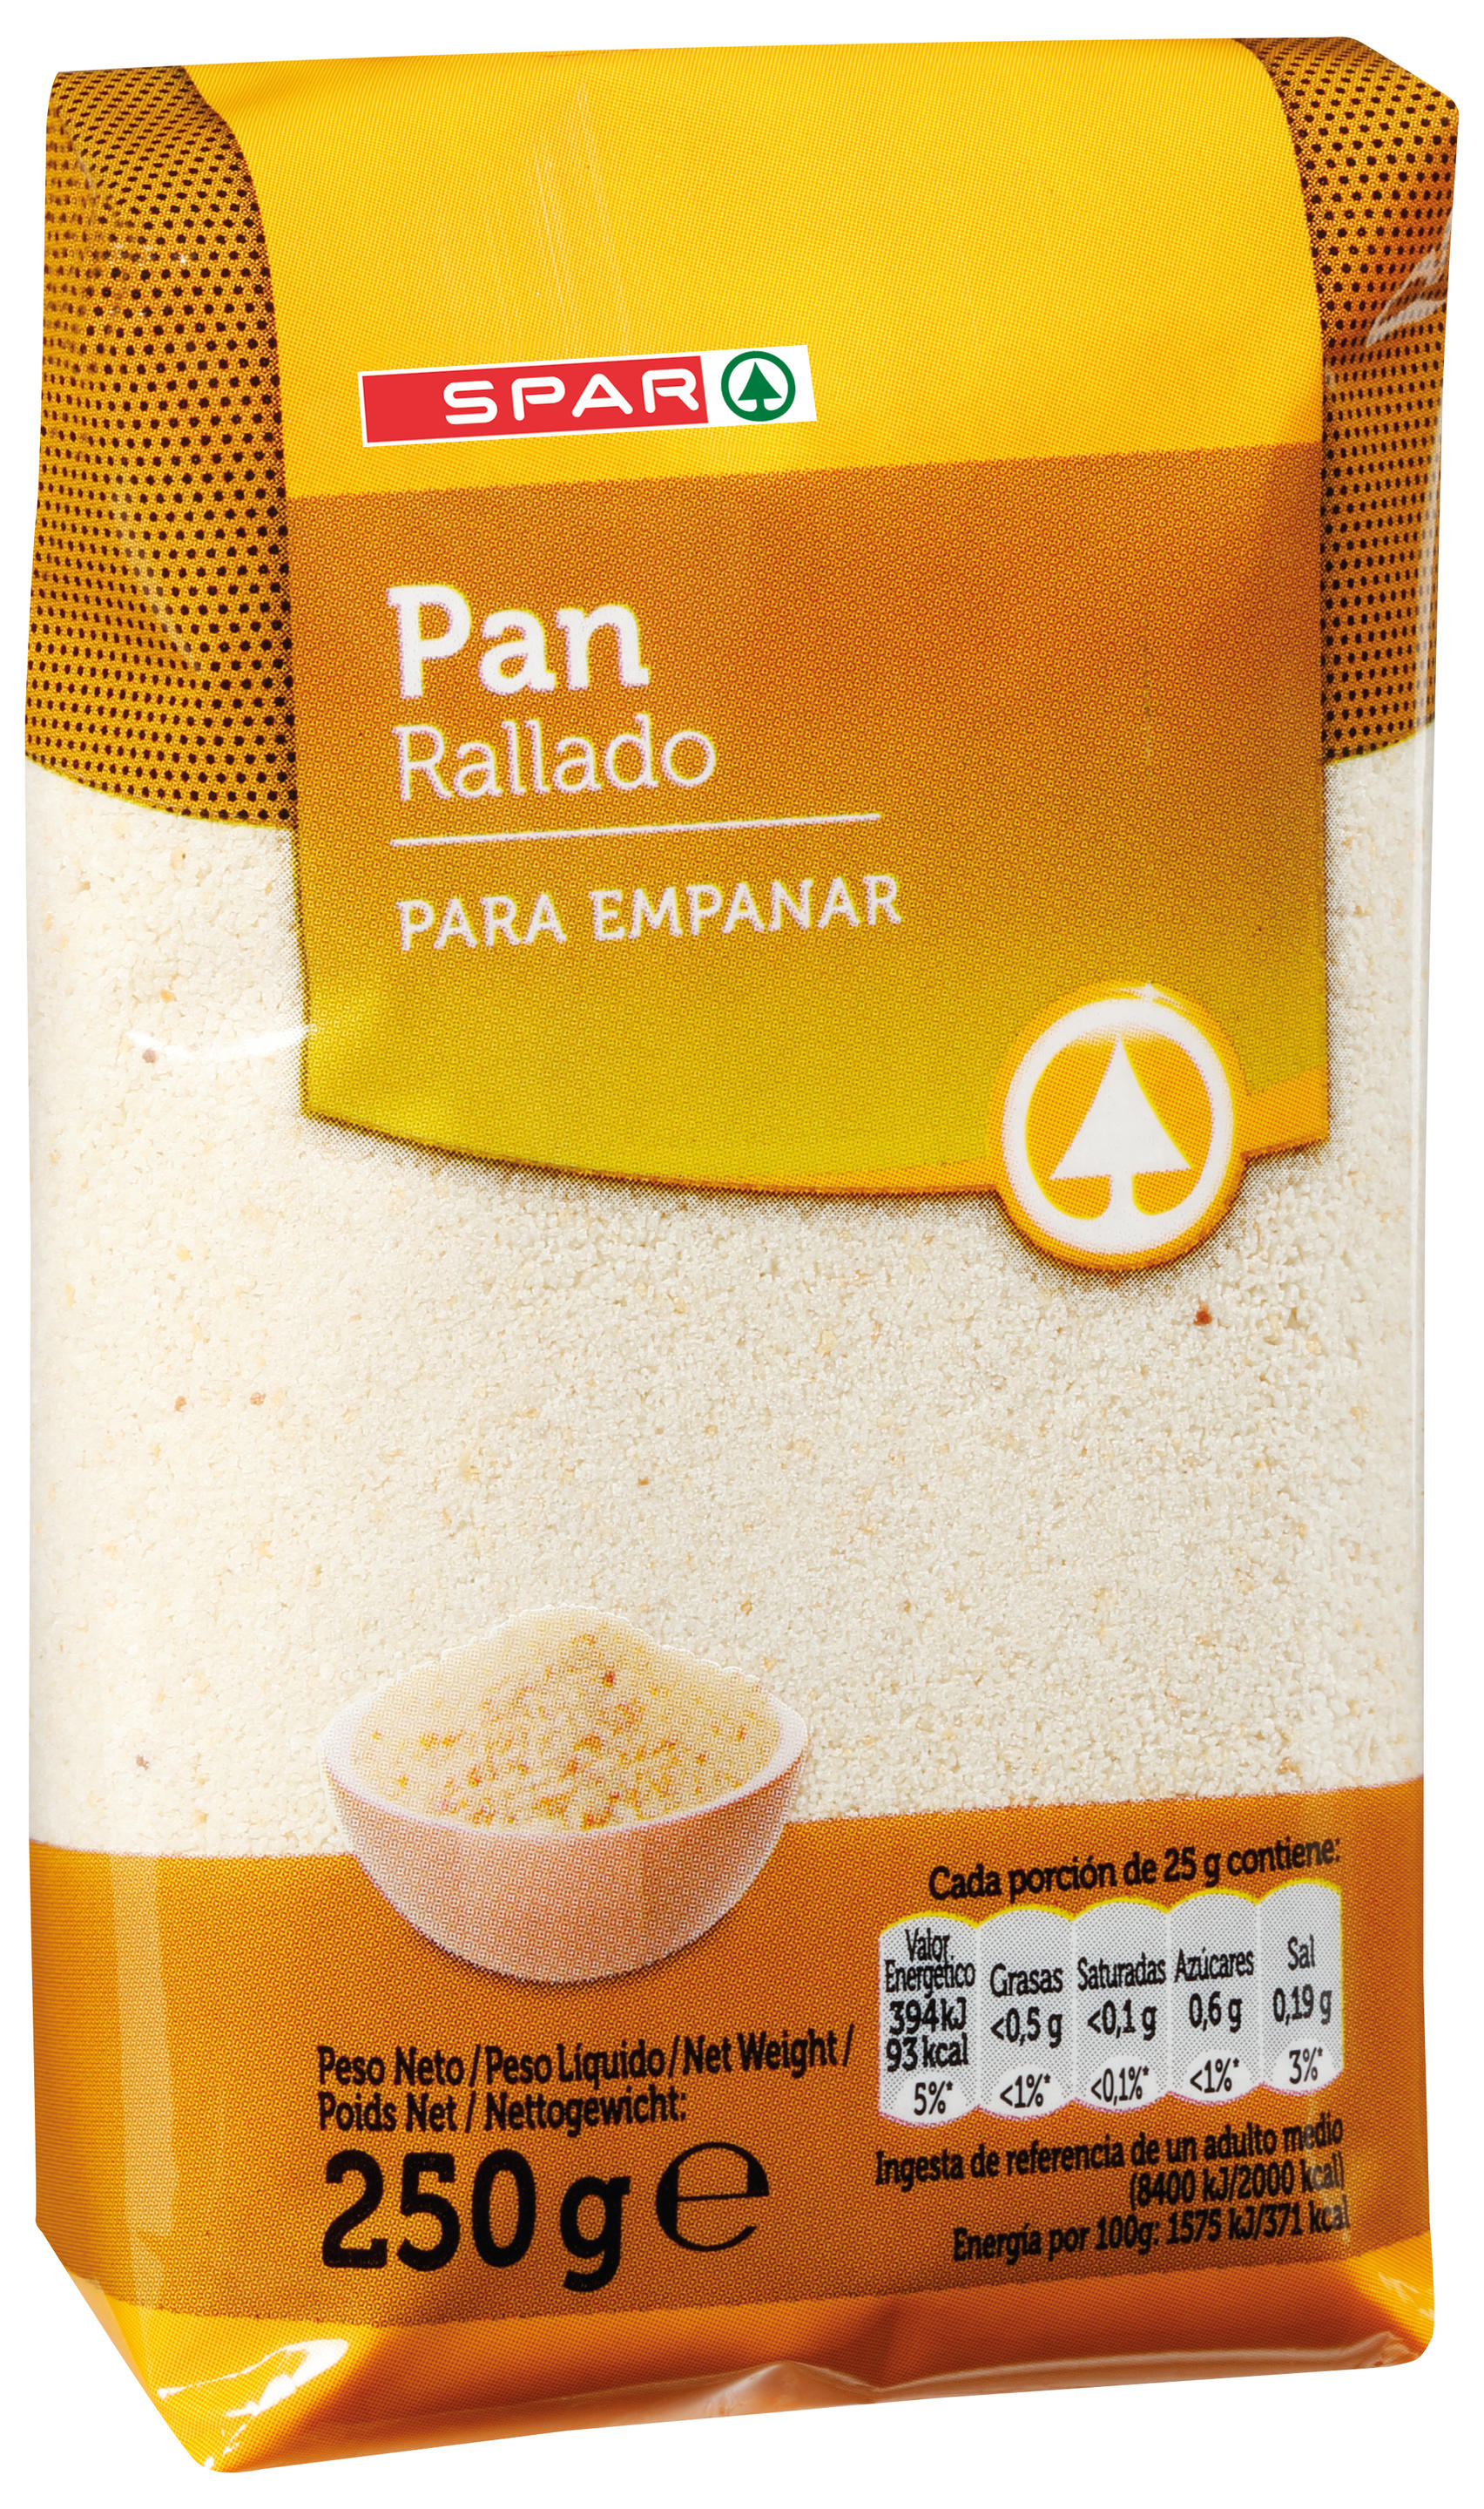 SPAR
Pan
Rallado
PARA EMPANAR
Cada porción de 25 g contiene:
Valor Energético 394 kJ 93 kcal 5%*
Grasas <0,5 g <1%*
Saturadas <0,1 g <0,1%*
Azúcares 0,6 g <1%*
Sal 0,19 g 3%*
Ingesta de referencia de un adulto medio
(8400 kJ/2000 kcal)
Energía por 100g: 1575 kJ/371 kcal
Peso Neto / Peso Líquido / Net Weight /
Poids Net / Nettogewicht:
250 g e